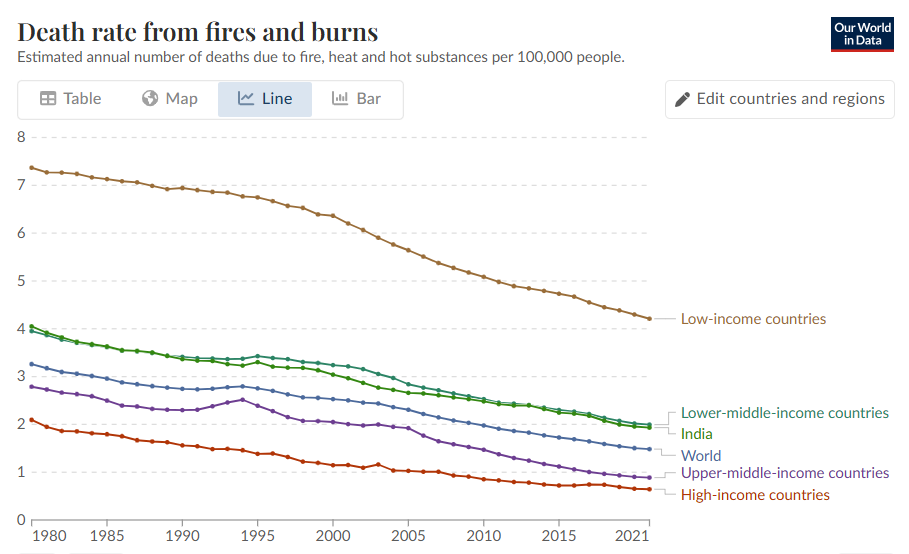 Death rate from fires and burns
Our World
in Data
Estimated annual number of deaths due to fire, heat and hot substances per 100,000 people.
Table Map Line Bar
Edit countries and regions
8
7
6
5
4
3
2
1
0
Low-income countries
Lower-middle-income countries
India
World
Upper-middle-income countries
High-income countries
1980 1985 1990 1995 2000 2005 2010 2015 2021